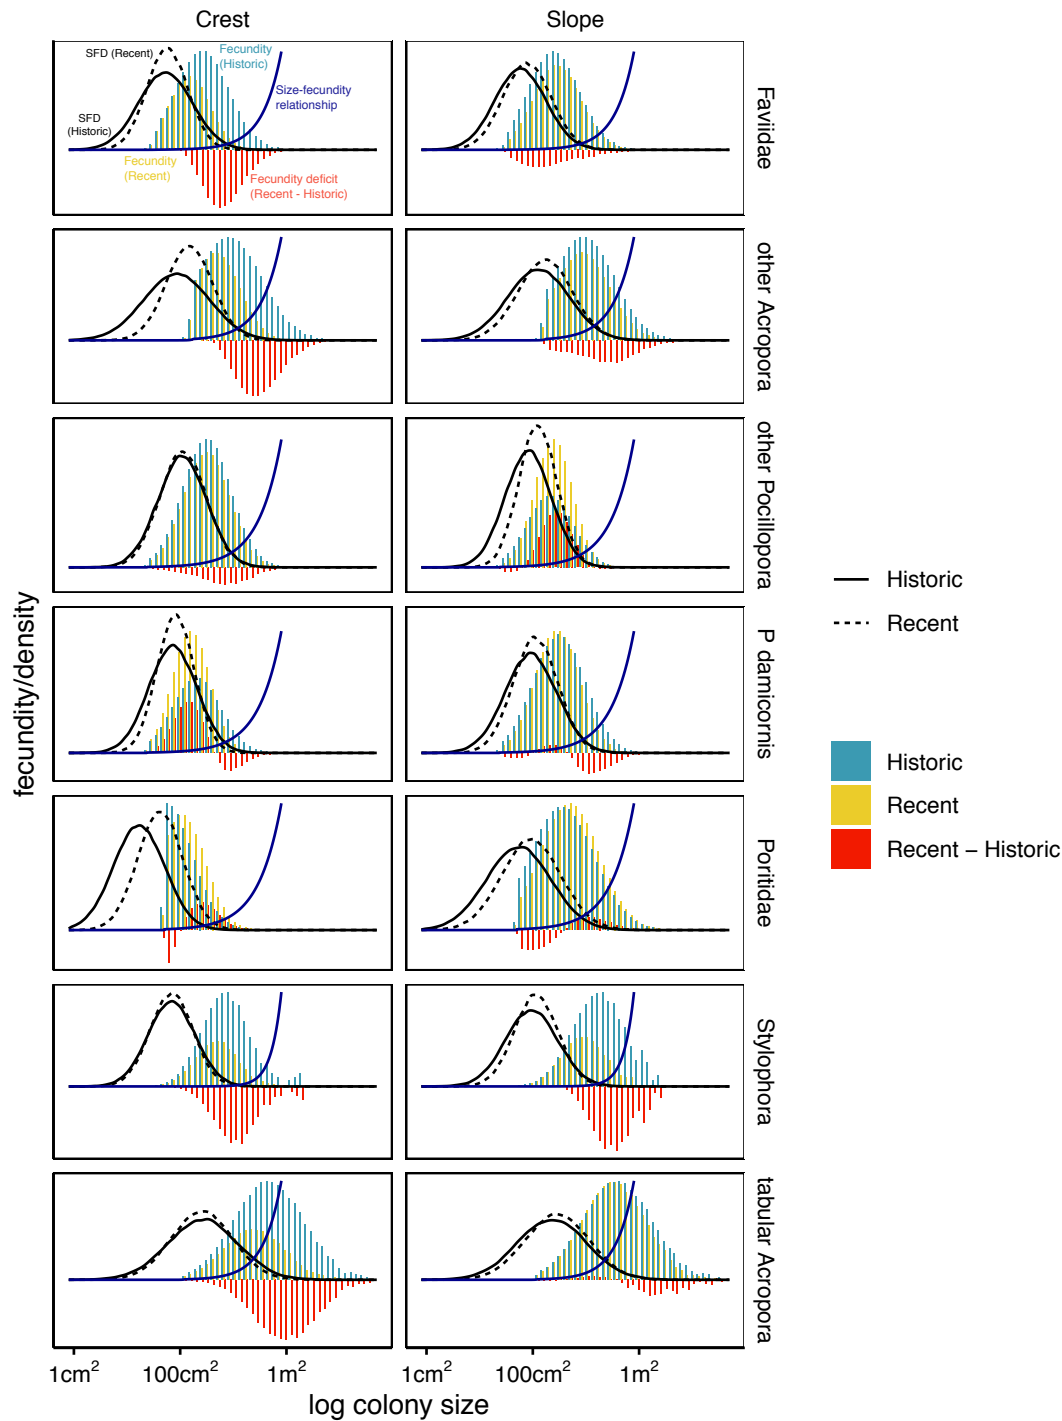 Crest
Slope
SFD (Recent)
Fecundity
(Historic)
Size-fecundity
relationship
SFD
(Historic)
Fecundity
(Recent)
Fecundity deficit
(Recent - Historic)
Faviidae
other Acropora
other Pocillopora
P damicornis
Poritidae
Stylophora
tabular Acropora
fecundity/density
Historic
Recent
Historic
Recent
Recent − Historic
1cm² 100cm² 1m² 1cm² 100cm² 1m²
log colony size